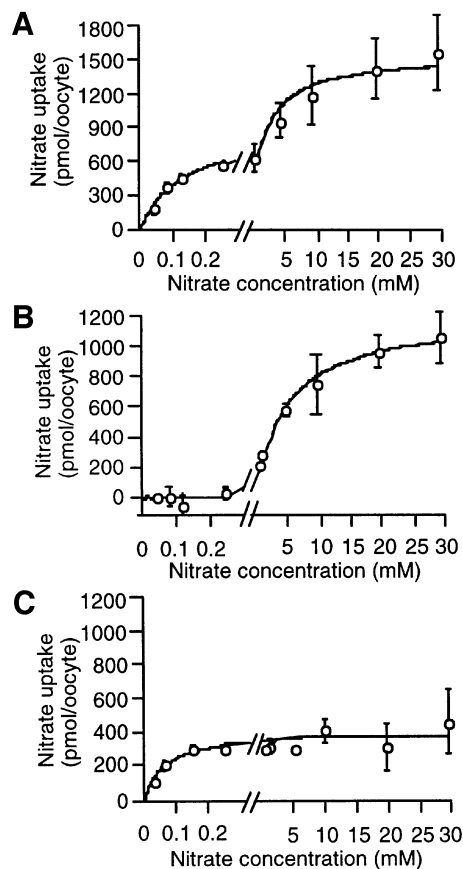 A
Nitrate uptake
(pmol/oocyte)
1800
1500
1200
900
600
300
0
0 0.1 0.2 5 10 15 20 25 30
Nitrate concentration (mM)
B
Nitrate uptake
(pmol/oocyte)
1200
1000
800
600
400
200
0
0 0.1 0.2 5 10 15 20 25 30
Nitrate concentration (mM)
C
Nitrate uptake
(pmol/oocyte)
1200
1000
800
600
400
200
0
0 0.1 0.2 5 10 15 20 25 30
Nitrate concentration (mM)